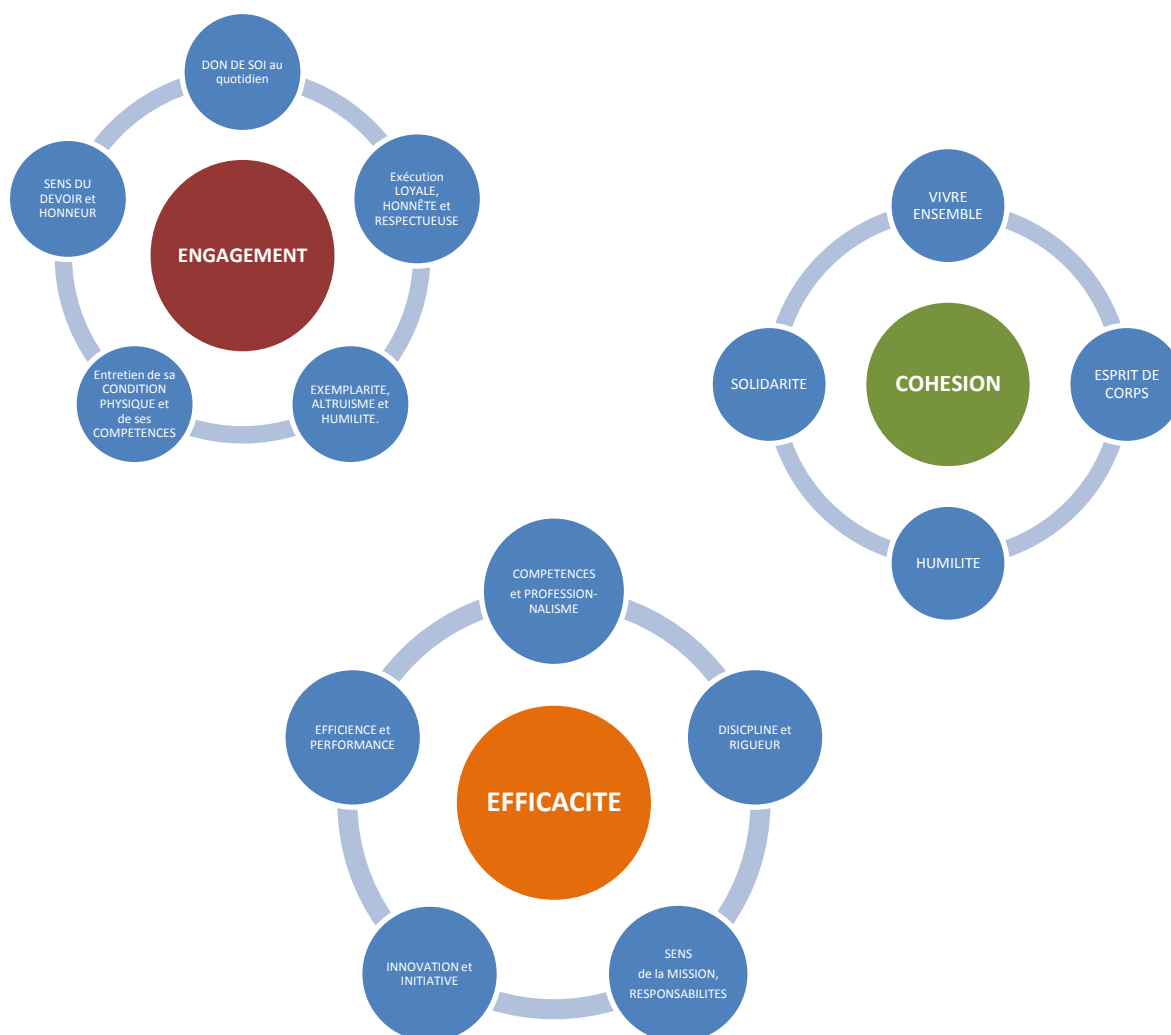 DON DE SOI au
quotidien
Exécution
LOYALE,
HONNÊTE et
RESPECTUEUSE
EXEMPLARITE,
ALTRUISME et
HUMILITE.
Entretien de sa
CONDITION
PHYSIQUE et
de ses
COMPETENCES
SENS DU
DEVOIR et
HONNEUR
ENGAGEMENT
VIVRE
ENSEMBLE
ESPRIT DE
CORPS
HUMILITE
SOLIDARITE
COHESION
COMPETENCES
et PROFESSION-
NALISME
DISICPLINE et
RIGUEUR
SENS
de la MISSION,
RESPONSABILITES
INNOVATION et
INITIATIVE
EFFICIENCE et
PERFORMANCE
EFFICACITE